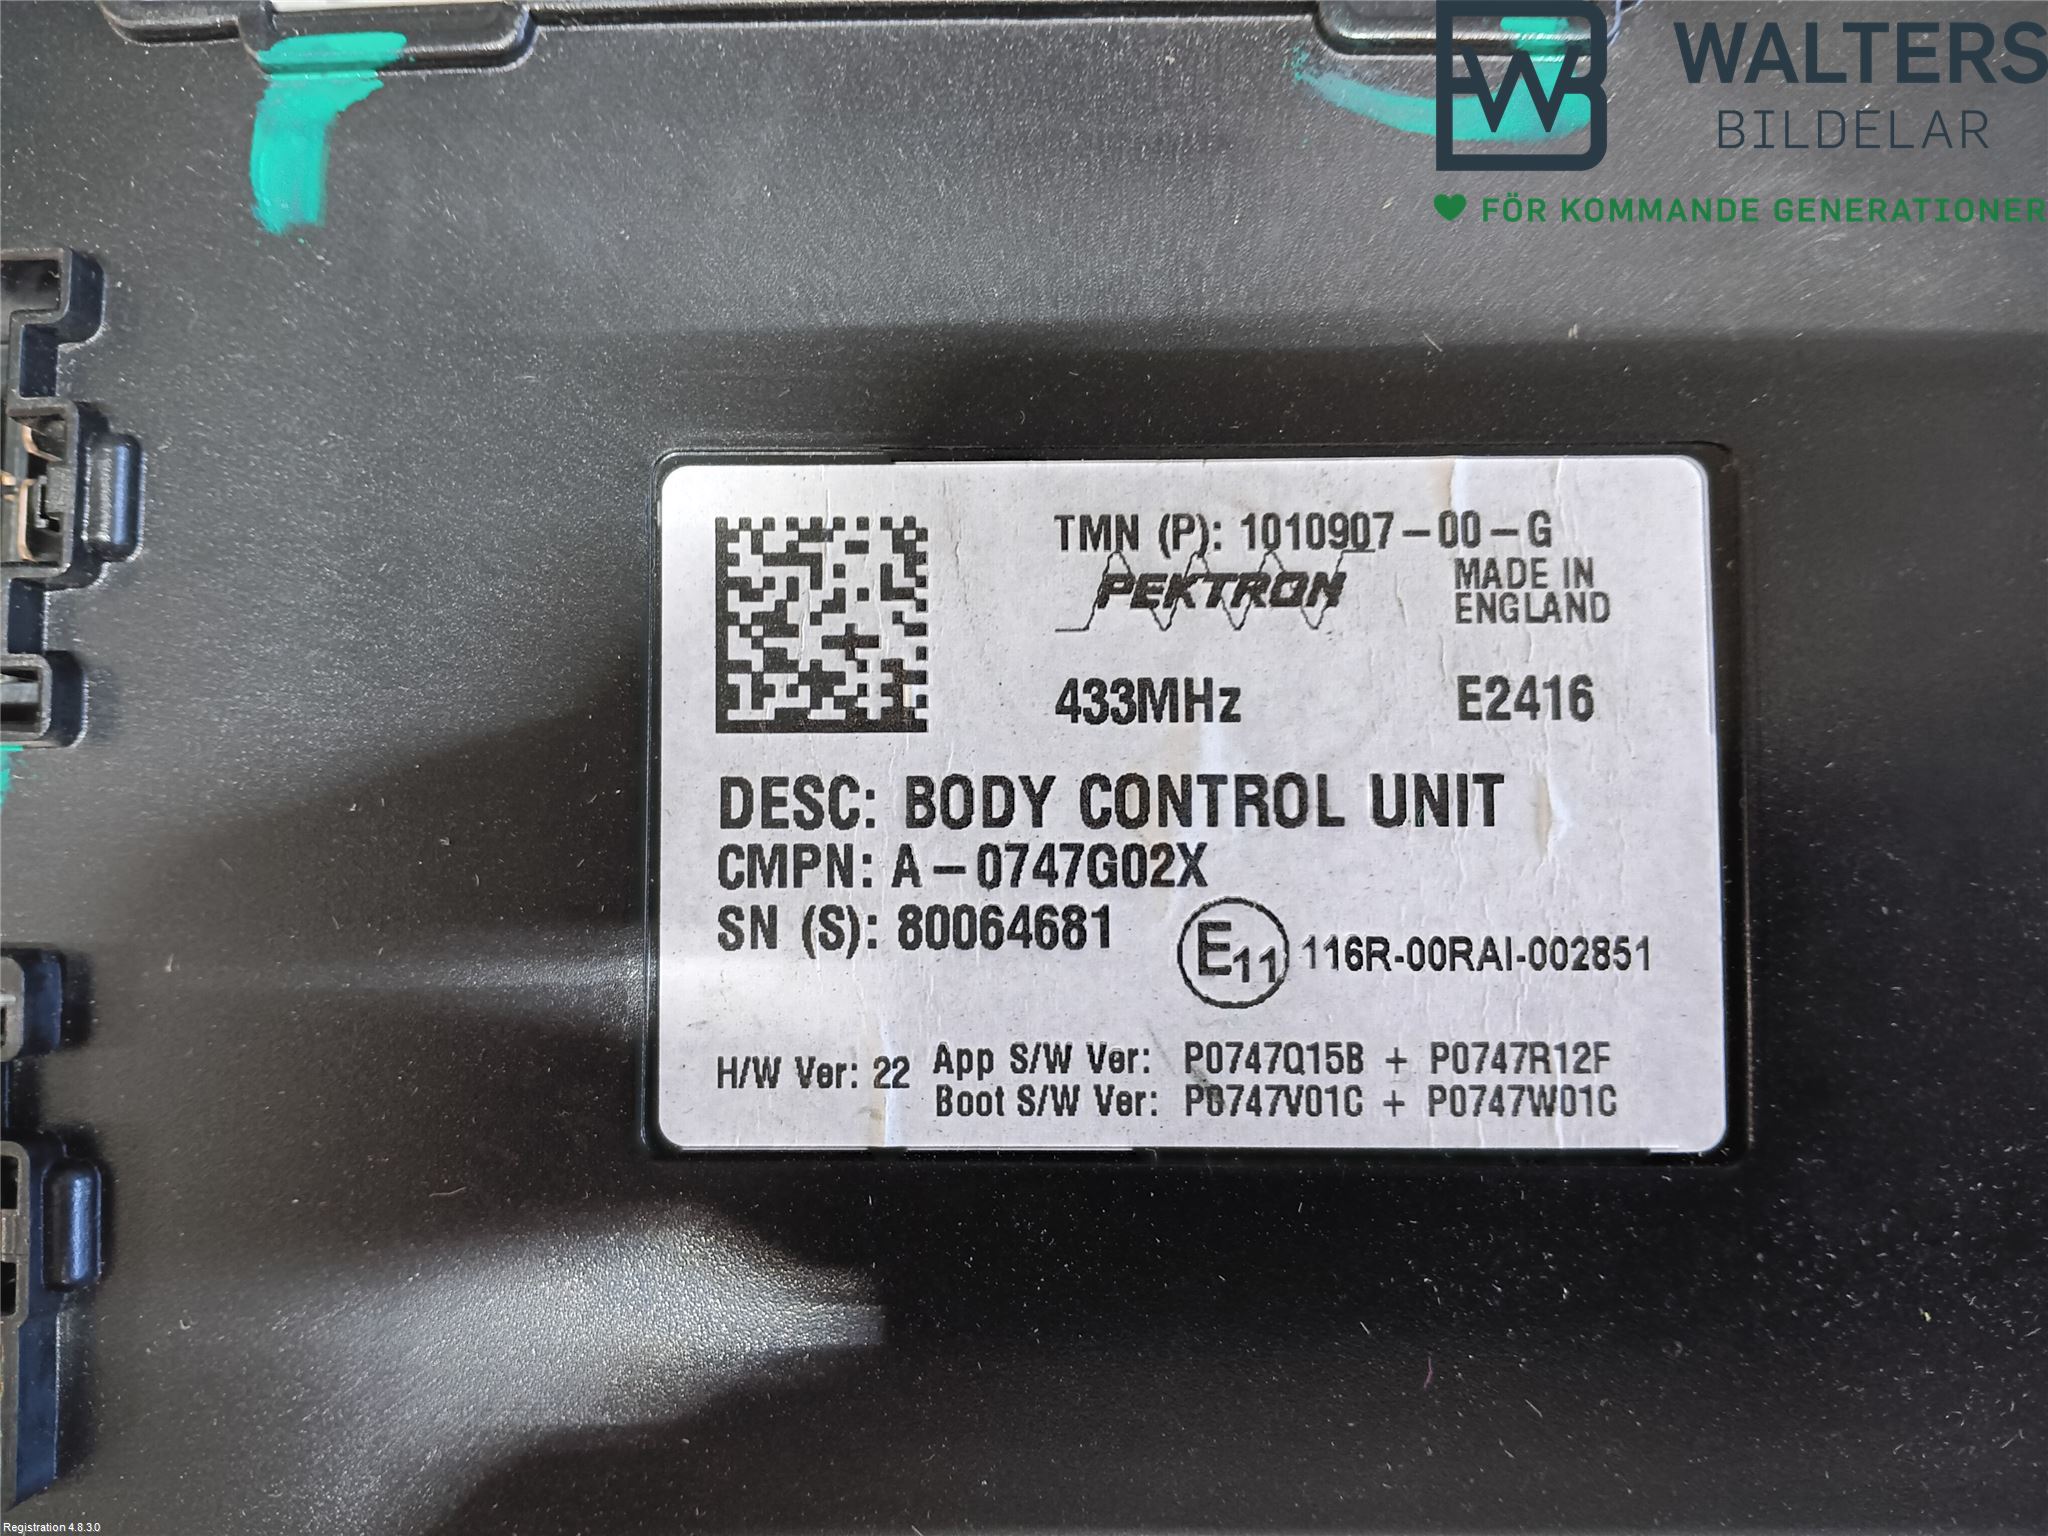 WALTERS
BILDELAR
FÖR KOMMANDE GENERATIONER
TMN (P): 1010907-00-G
PEKTRON
MADE IN
ENGLAND
433MHz E2416
DESC: BODY CONTROL UNIT
CMPN: A-0747G02X
SN (S): 80064681
E11 116R-00RAI-002851
H/W Ver: 22
App S/W Ver: P0747Q15B + P0747R12F
Boot S/W Ver: P0747V01C + P0747W01C
Registration 4.8.3.0